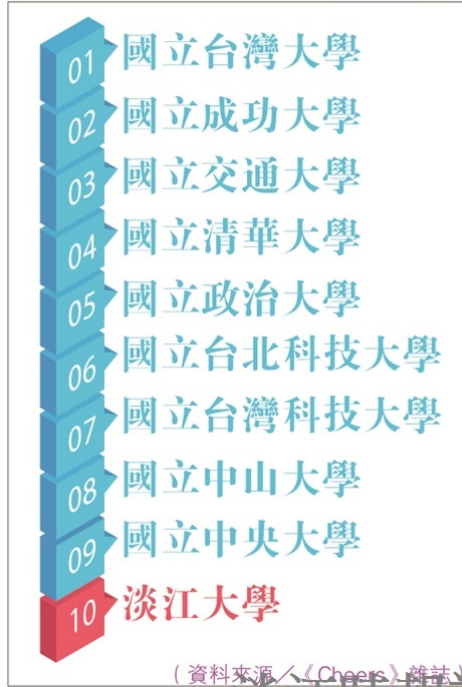 01 國立台灣大學
02 國立成功大學
03 國立交通大學
04 國立清華大學
05 國立政治大學
06 國立台北科技大學
07 國立台灣科技大學
08 國立中山大學
09 國立中央大學
10 淡江大學
(資料來源／《Cheers》雜誌)